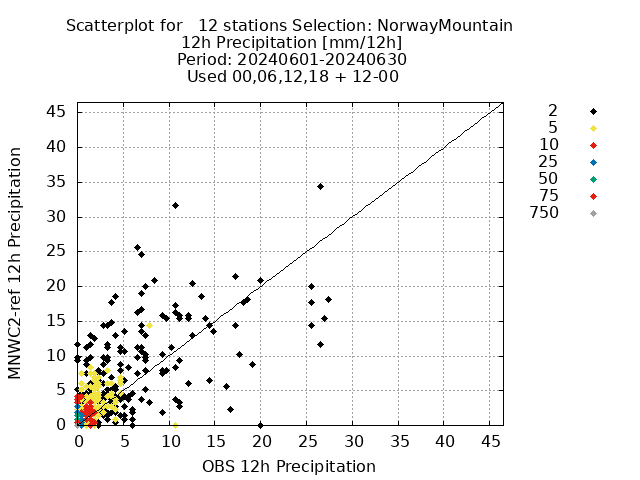 Scatterplot for   12 stations Selection: NorwayMountain
12h Precipitation [mm/12h]
Period: 20240601-20240630
Used 00,06,12,18 + 12-00
45
40
35
30
25
20
15
10
5
0
MNWC2-ref 12h Precipitation
0 5 10 15 20 25 30 35 40 45
OBS 12h Precipitation
2
5
10
25
50
75
750